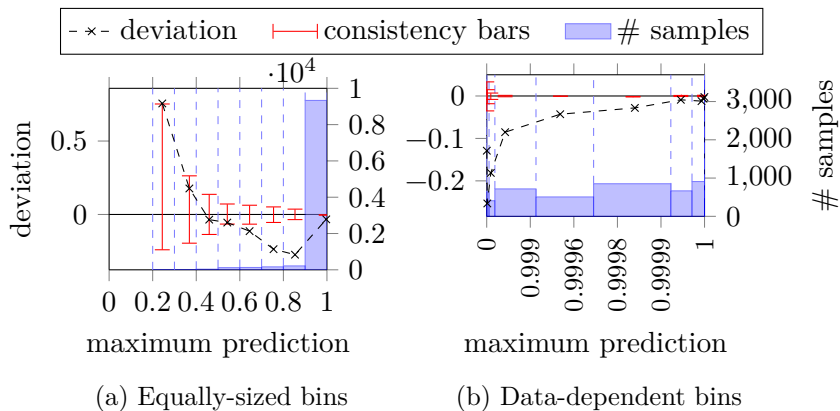 deviation consistency bars # samples
·10^4
deviation
0.5
0
1
0.8
0.6
0.4
0.2
0
0 0.2 0.4 0.6 0.8 1
maximum prediction
(a) Equally-sized bins
0
−0.1
−0.2
3,000
2,000
1,000
0
# samples
0 0.999 0.9996 0.9998 0.9999 1
maximum prediction
(b) Data-dependent bins